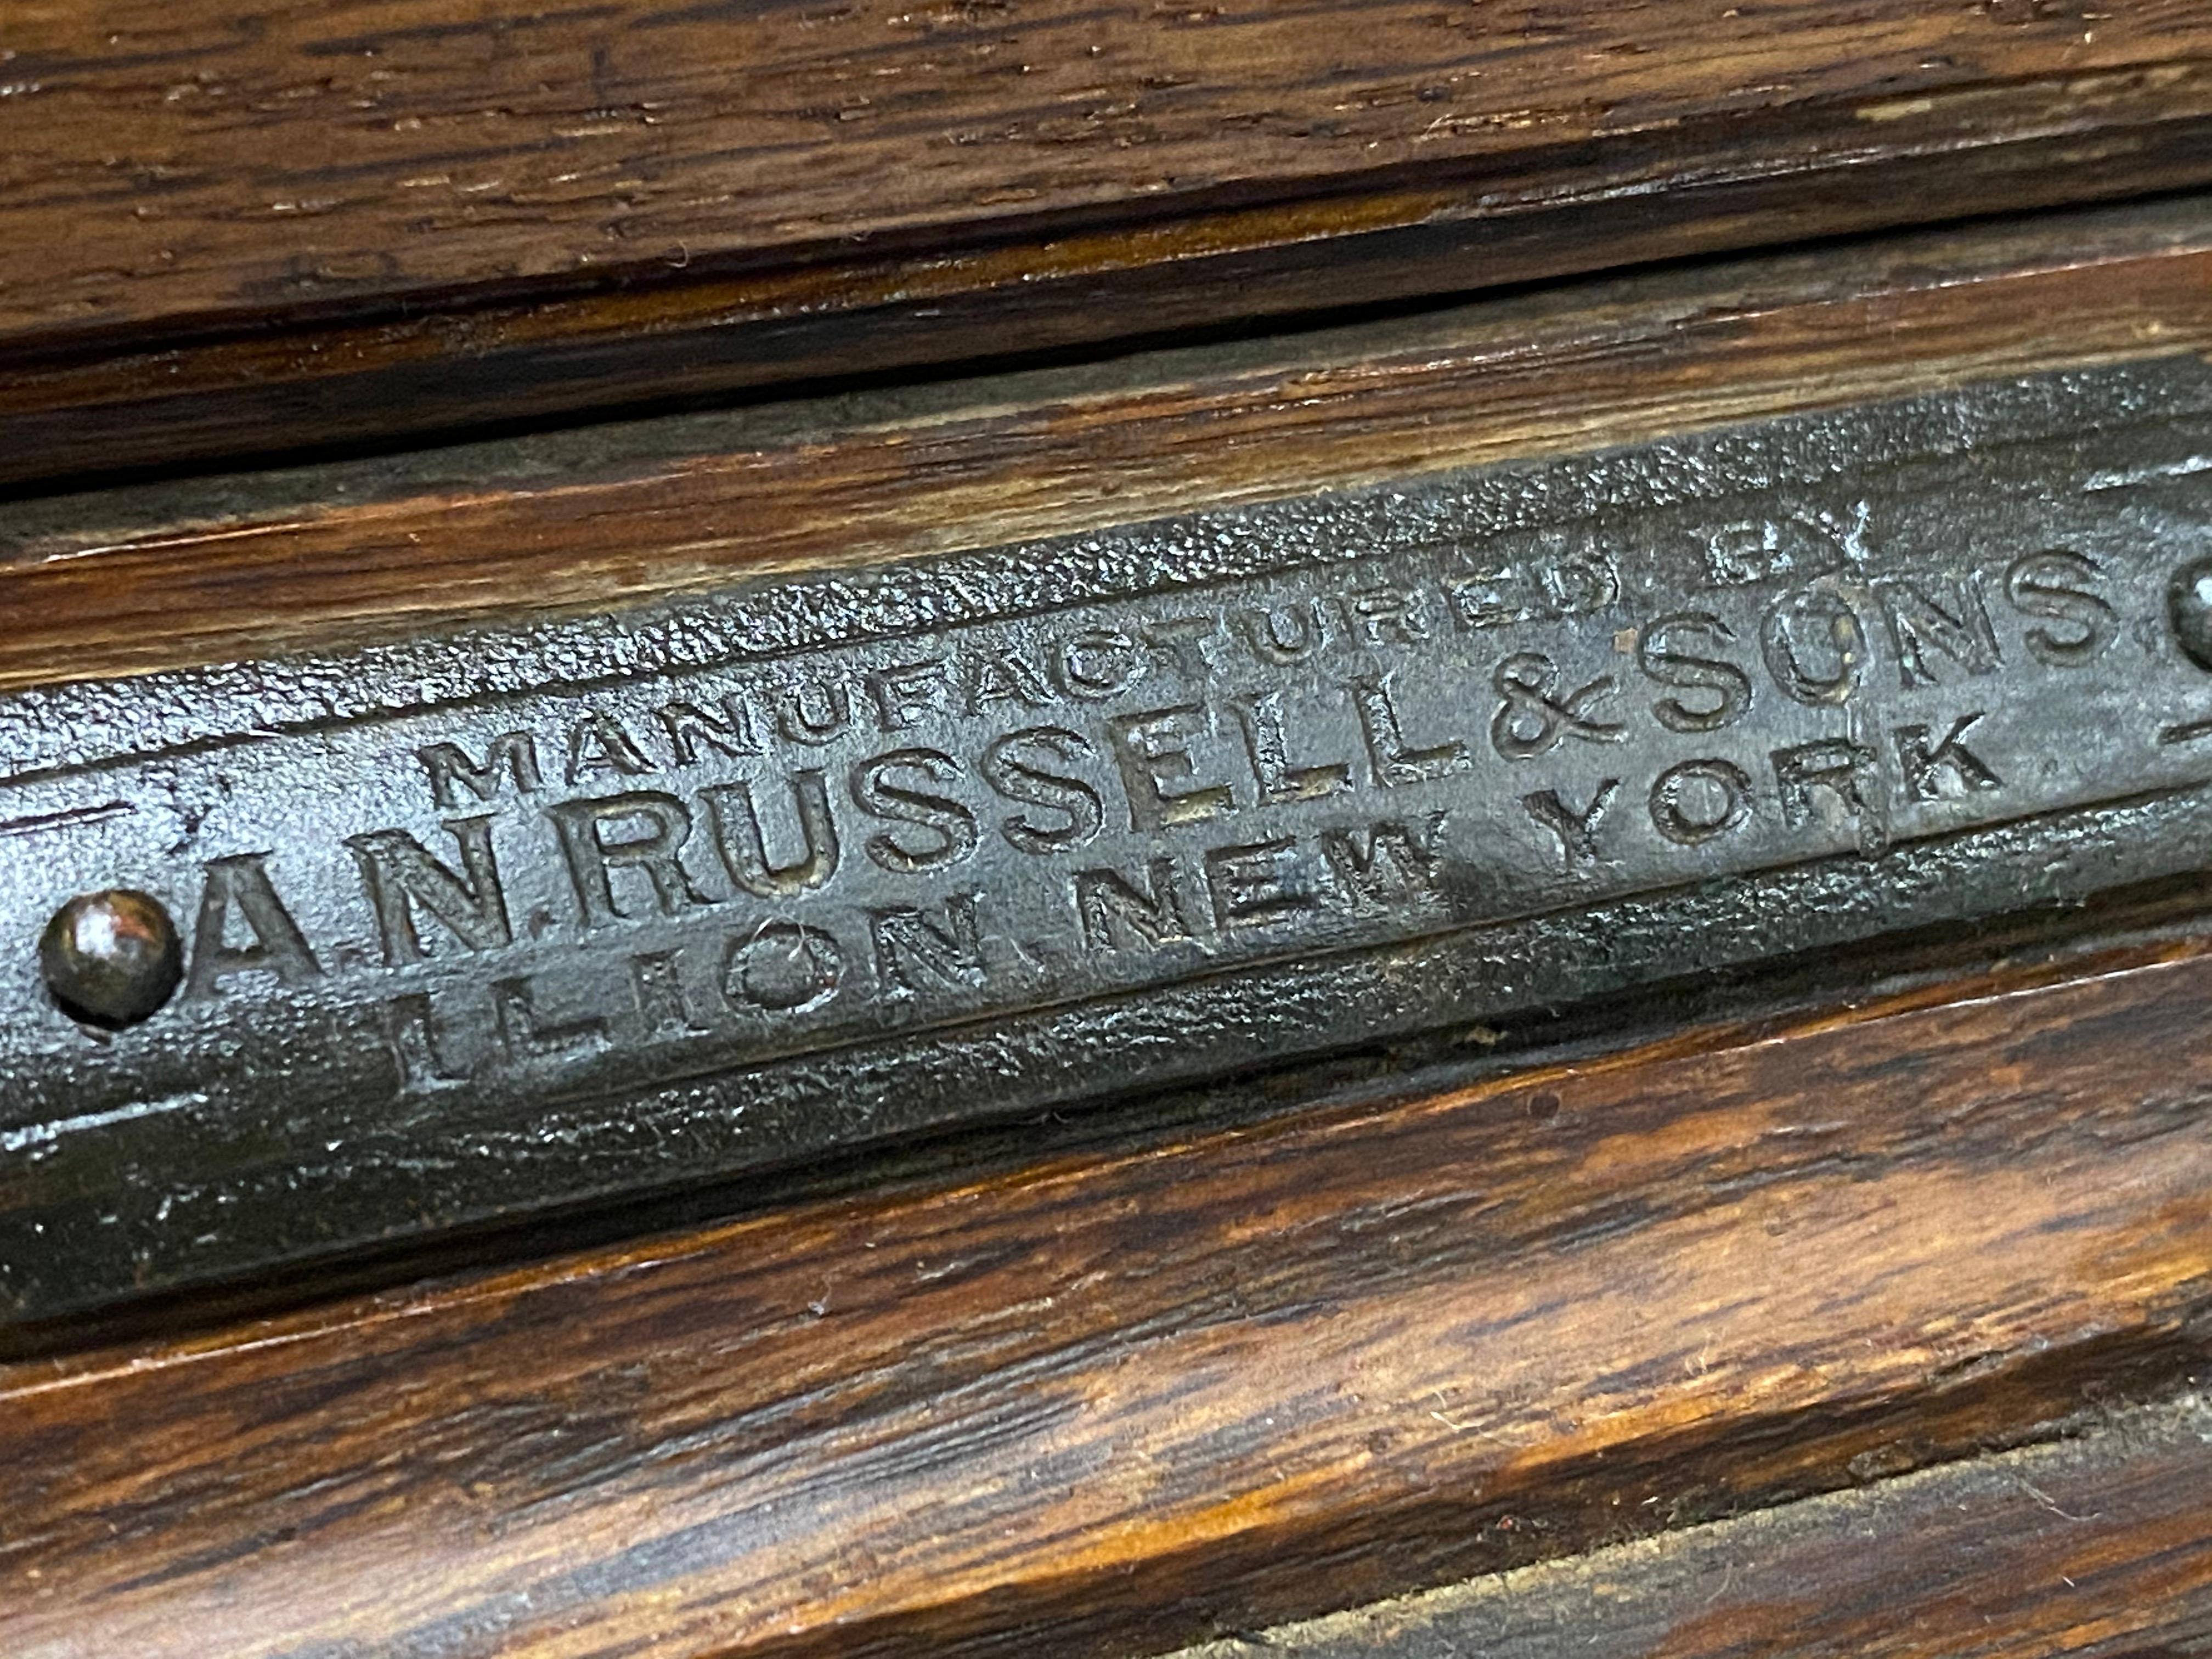 MANUFACTURED BY
A.N. RUSSELL & SONS
ILION. NEW YORK